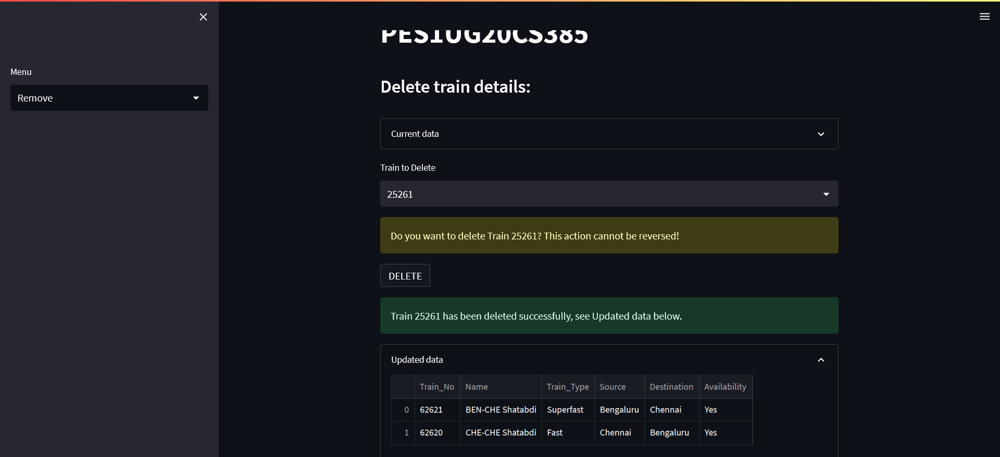 Menu
Remove
PES1UG20CS385
Delete train details:
Current data
Train to Delete
25261
Do you want to delete Train 25261? This action cannot be reversed!
DELETE
Train 25261 has been deleted successfully, see Updated data below.
Updated data
Train_No Name Train_Type Source Destination Availability
0 62621 BEN-CHE Shatabdi Superfast Bengaluru Chennai Yes
1 62620 CHE-CHE Shatabdi Fast Chennai Bengaluru Yes